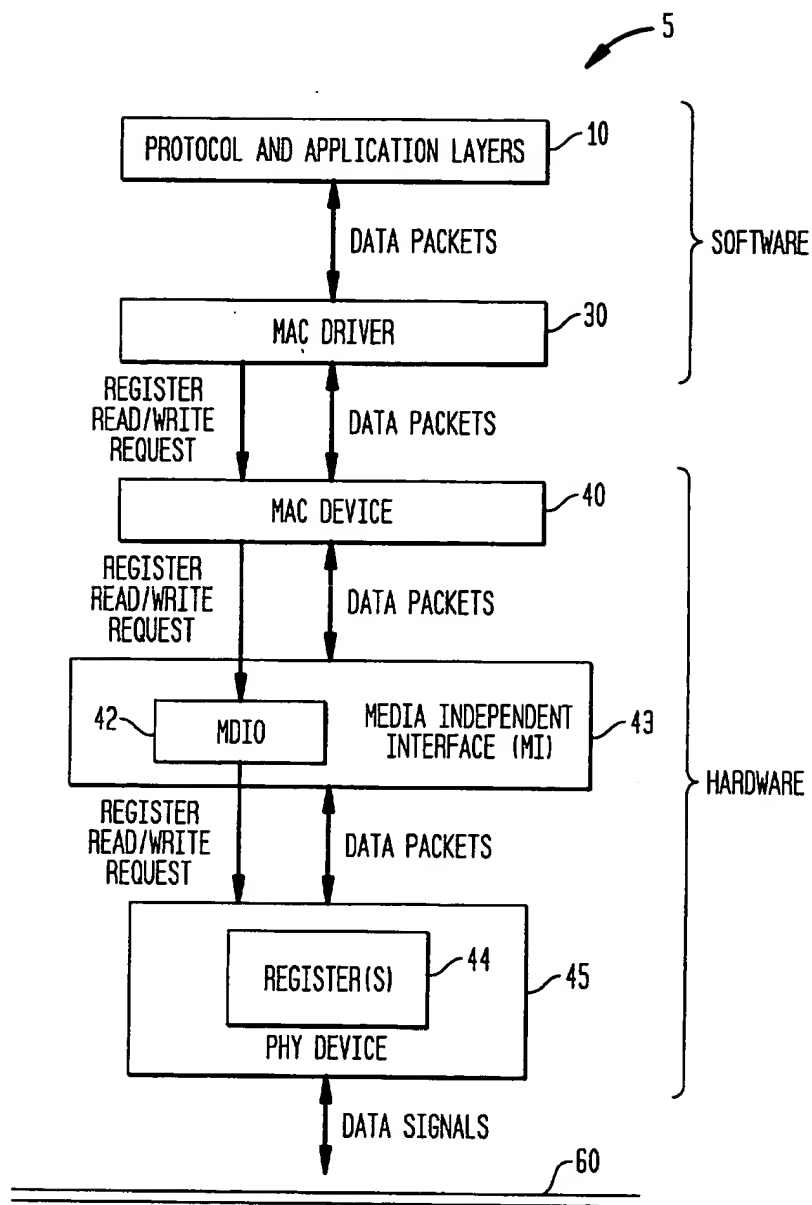 5
PROTOCOL AND APPLICATION LAYERS
10
DATA PACKETS
SOFTWARE
MAC DRIVER
30
REGISTER
READ/WRITE
REQUEST
DATA PACKETS
MAC DEVICE
40
REGISTER
READ/WRITE
REQUEST
DATA PACKETS
42
MDIO
MEDIA INDEPENDENT
INTERFACE (MI)
43
HARDWARE
REGISTER
READ/WRITE
REQUEST
DATA PACKETS
REGISTER(S)
44
45
PHY DEVICE
DATA SIGNALS
60